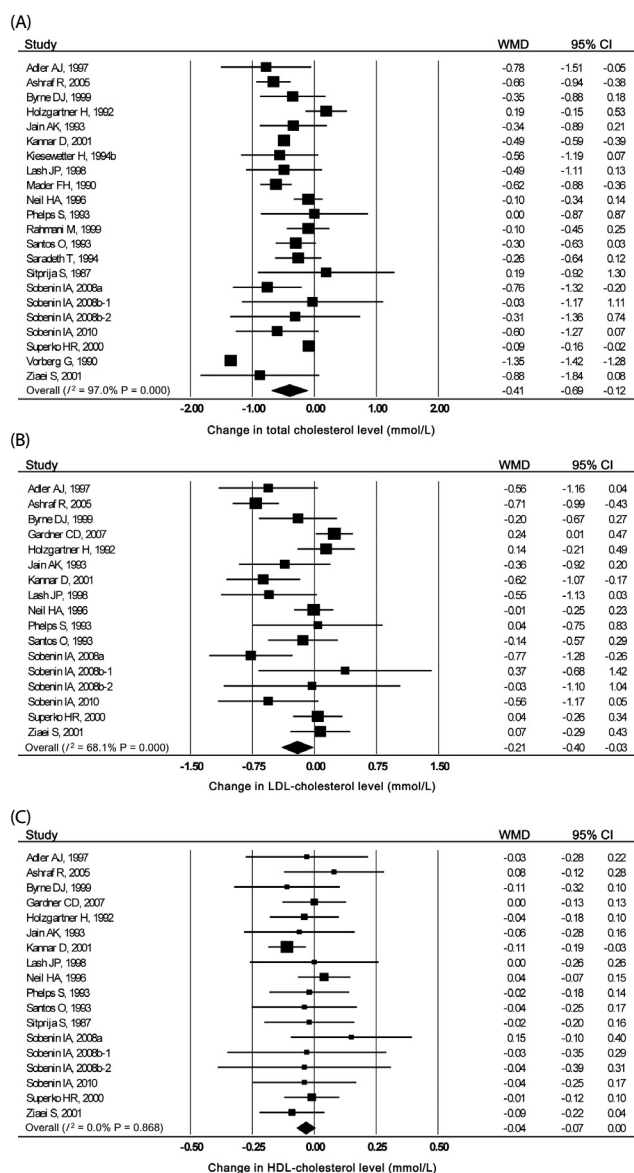 (A)
Study WMD 95% CI
Adler AJ, 1997 -0.78 -1.51 -0.05
Ashraf R, 2005 -0.66 -0.94 -0.38
Byrne DJ, 1999 -0.35 -0.88 0.18
Holzgartner H, 1992 0.19 -0.15 0.53
Jain AK, 1993 -0.34 -0.89 0.21
Kannar D, 2001 -0.49 -0.59 -0.39
Kiesewetter H, 1994b -0.56 -1.19 0.07
Lash JP, 1998 -0.49 -1.11 0.13
Mader FH, 1990 -0.62 -0.88 -0.36
Neil HA, 1996 -0.10 -0.34 0.14
Phelps S, 1993 0.00 -0.87 0.87
Rahmani M, 1999 -0.10 -0.45 0.25
Santos O, 1993 -0.30 -0.63 0.03
Saradeth T, 1994 -0.26 -0.64 0.12
Sitprija S, 1987 0.19 -0.92 1.30
Sobenin IA, 2008a -0.76 -1.32 -0.20
Sobenin IA, 2008b-1 -0.03 -1.17 1.11
Sobenin IA, 2008b-2 -0.31 -1.36 0.74
Sobenin IA, 2010 -0.60 -1.27 0.07
Superko HR, 2000 -0.09 -0.16 -0.02
Vorberg G, 1990 -1.35 -1.42 -1.28
Ziaei S, 2001 -0.88 -1.84 0.08
Overall (I² = 97.0% P = 0.000) -0.41 -0.69 -0.12
-2.00 -1.00 0.00 1.00 2.00
Change in total cholesterol level (mmol/L)
(B)
Study WMD 95% CI
Adler AJ, 1997 -0.56 -1.16 0.04
Ashraf R, 2005 -0.71 -0.99 -0.43
Byrne DJ, 1999 -0.20 -0.67 0.27
Gardner CD, 2007 0.24 0.01 0.47
Holzgartner H, 1992 0.14 -0.21 0.49
Jain AK, 1993 -0.36 -0.92 0.20
Kannar D, 2001 -0.62 -1.07 -0.17
Lash JP, 1998 -0.55 -1.13 0.03
Neil HA, 1996 -0.01 -0.25 0.23
Phelps S, 1993 0.04 -0.75 0.83
Santos O, 1993 -0.14 -0.57 0.29
Sobenin IA, 2008a -0.77 -1.28 -0.26
Sobenin IA, 2008b-1 0.37 -0.68 1.42
Sobenin IA, 2008b-2 -0.03 -1.10 1.04
Sobenin IA, 2010 -0.56 -1.17 0.05
Superko HR, 2000 0.04 -0.26 0.34
Ziaei S, 2001 0.07 -0.29 0.43
Overall (I² = 68.1% P = 0.000) -0.21 -0.40 -0.03
-1.50 -0.75 0.00 0.75 1.50
Change in LDL-cholesterol level (mmol/L)
(C)
Study WMD 95% CI
Adler AJ, 1997 -0.03 -0.28 0.22
Ashraf R, 2005 0.08 -0.12 0.28
Byrne DJ, 1999 -0.11 -0.32 0.10
Gardner CD, 2007 0.00 -0.13 0.13
Holzgartner H, 1992 -0.04 -0.18 0.10
Jain AK, 1993 -0.06 -0.28 0.16
Kannar D, 2001 -0.11 -0.19 -0.03
Lash JP, 1998 0.00 -0.26 0.26
Neil HA, 1996 0.04 -0.07 0.15
Phelps S, 1993 -0.02 -0.18 0.14
Santos O, 1993 -0.04 -0.25 0.17
Sitprija S, 1987 -0.02 -0.20 0.16
Sobenin IA, 2008a 0.15 -0.10 0.40
Sobenin IA, 2008b-1 -0.03 -0.35 0.29
Sobenin IA, 2008b-2 -0.04 -0.39 0.31
Sobenin IA, 2010 -0.04 -0.25 0.17
Superko HR, 2000 -0.01 -0.12 0.10
Ziaei S, 2001 -0.09 -0.22 0.04
Overall (I² = 0.0% P = 0.868) -0.04 -0.07 0.00
-0.50 -0.25 0.00 0.25 0.50
Change in HDL-cholesterol level (mmol/L)